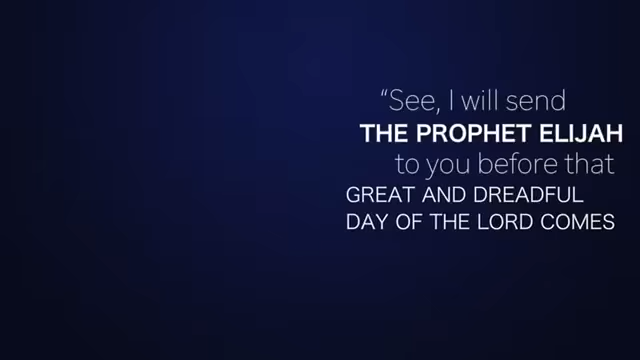 “See, I will send
THE PROPHET ELIJAH
to you before that
GREAT AND DREADFUL
DAY OF THE LORD COMES